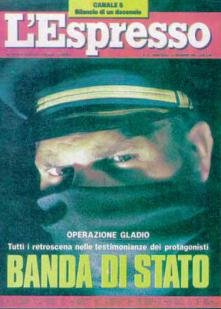 CANALE 5
Bilancio di un decennio
L'Espresso
OPERAZIONE GLADIO
Tutti i retroscena nelle testimonianze dei protagonisti
BANDA DI STATO